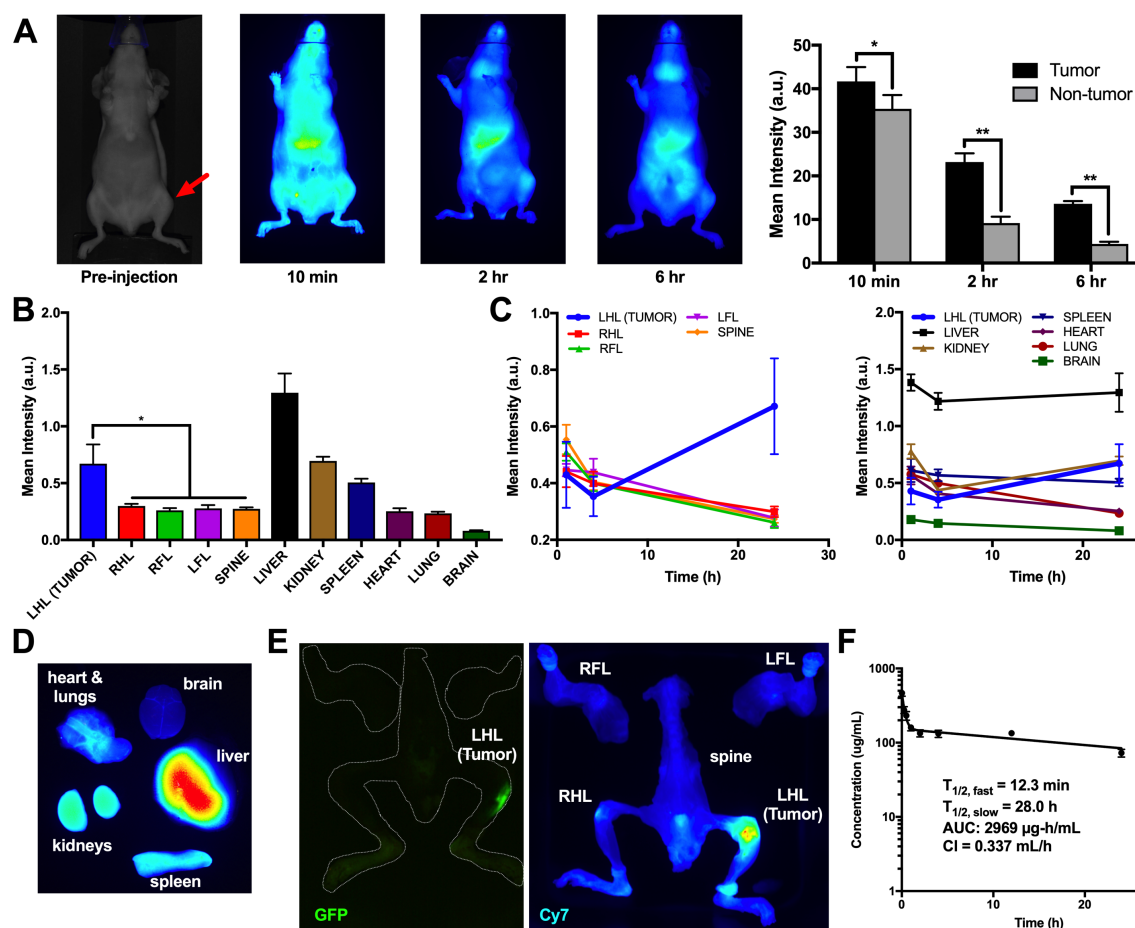 A
Pre-injection
10 min
2 hr
6 hr
Mean Intensity (a.u.)
50
40
30
20
10
0
*
**
**
Tumor
Non-tumor
10 min
2 hr
6 hr
B
Mean Intensity (a.u.)
2.0
1.5
1.0
0.5
0.0
*
LHL (TUMOR)
RHL
RFL
LFL
SPINE
LIVER
KIDNEY
SPLEEN
HEART
LUNG
BRAIN
C
Mean Intensity (a.u.)
1.0
0.8
0.6
0.4
0.2
LHL (TUMOR)
RHL
RFL
LFL
SPINE
0
10
20
30
Time (h)
Mean Intensity (a.u.)
2.0
1.5
1.0
0.5
0.0
LHL (TUMOR)
LIVER
KIDNEY
SPLEEN
HEART
LUNG
BRAIN
0
10
20
Time (h)
D
heart &
lungs
brain
liver
kidneys
spleen
E
LHL
(Tumor)
GFP
RFL
LFL
spine
RHL
LHL
(Tumor)
Cy7
F
Concentration (ug/mL)
1000
100
10
1
T1/2, fast = 12.3 min
T1/2, slow = 28.0 h
AUC: 2969 µg-h/mL
Cl = 0.337 mL/h
0
10
20
Time (h)